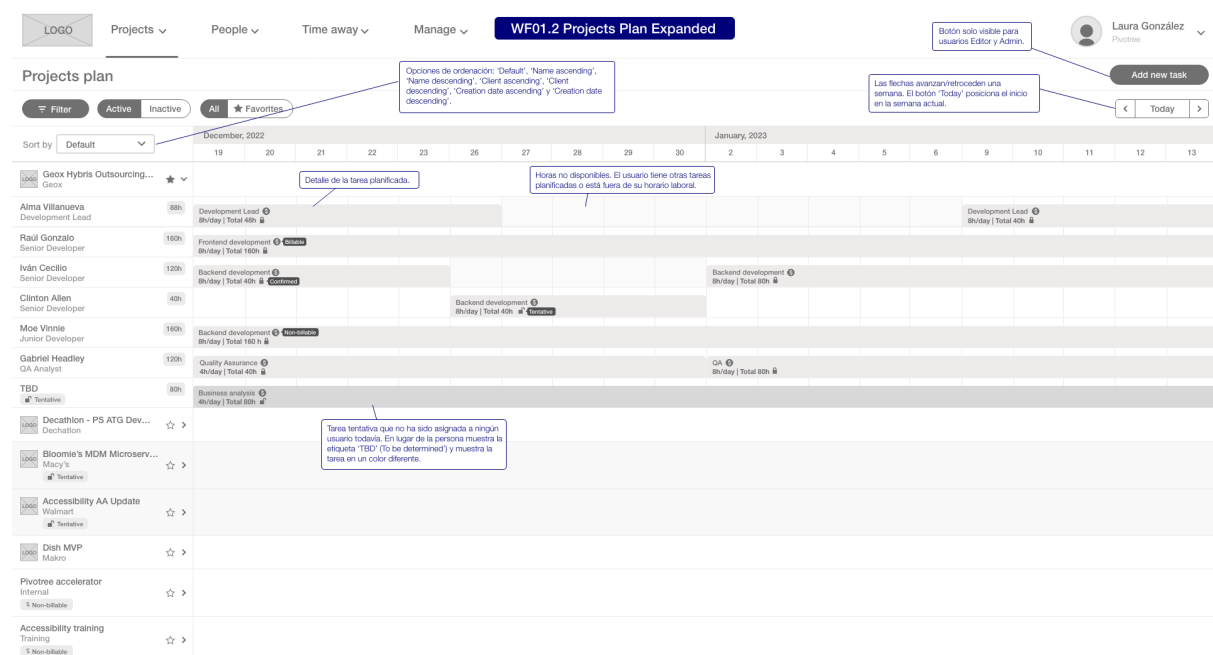 LOGO
Projects
People
Time away
Manage
WF01.2 Projects Plan Expanded
Botón solo visible para
usuarios Editor y Admin.
Laura González
Pivotree
Projects plan
Opciones de ordenación: ‘Default’, ‘Name ascending’,
‘Name descending’, ‘Client ascending’, ‘Client
descending’, ‘Creation date ascending’ y ‘Creation date
descending’.
Las flechas avanzan/retroceden una
semana. El botón ‘Today’ posiciona el inicio
en la semana actual.
Add new task
Filter
Active
Inactive
All
Favorites
Today
Sort by
Default
December, 2022
January, 2023
19 20 21 22 23 26 27 28 29 30 2 3 4 5 6 9 10 11 12 13
LOGO
Geox Hybris Outsourcing...
Geox
Detalle de la tarea planificada.
Horas no disponibles. El usuario tiene otras tareas
planificadas o está fuera de su horario laboral.
Alma Villanueva
Development Lead
88h
Development Lead
8h/day | Total 48h
Development Lead
8h/day | Total 40h
Raúl Gonzalo
Senior Developer
160h
Frontend development
Billable
8h/day | Total 160h
Iván Cecilio
Senior Developer
120h
Backend development
8h/day | Total 40h
Confirmed
Backend development
8h/day | Total 80h
Clinton Allen
Senior Developer
40h
Backend development
8h/day | Total 40h
Tentative
Moe Vinnie
Junior Developer
160h
Backend development
Non-billable
8h/day | Total 160 h
Gabriel Headley
QA Analyst
120h
Quality Assurance
4h/day | Total 40h
QA
8h/day | Total 80h
TBD
Tentative
80h
Business analysis
4h/day | Total 80h
Tarea tentativa que no ha sido asignada a ningún
usuario todavía. En lugar de la persona muestra la
etiqueta ‘TBD’ (To be determined’) y muestra la
tarea en un color diferente.
LOGO
Decathlon - PS ATG Dev...
Dechatlon
LOGO
Bloomie’s MDM Microserv...
Macy’s
Tentative
LOGO
Accessibility AA Update
Walmart
Tentative
LOGO
Dish MVP
Makro
Pivotree accelerator
Internal
Non-billable
Accessibility training
Training
Non-billable